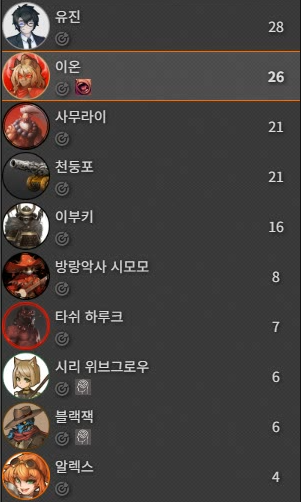 유진 28
이온 26
사무라이 21
천둥포 21
이부키 16
방랑악사 시모모 8
타쉬 하루크 7
시리 위브그로우 6
블랙잭 6
알렉스 4